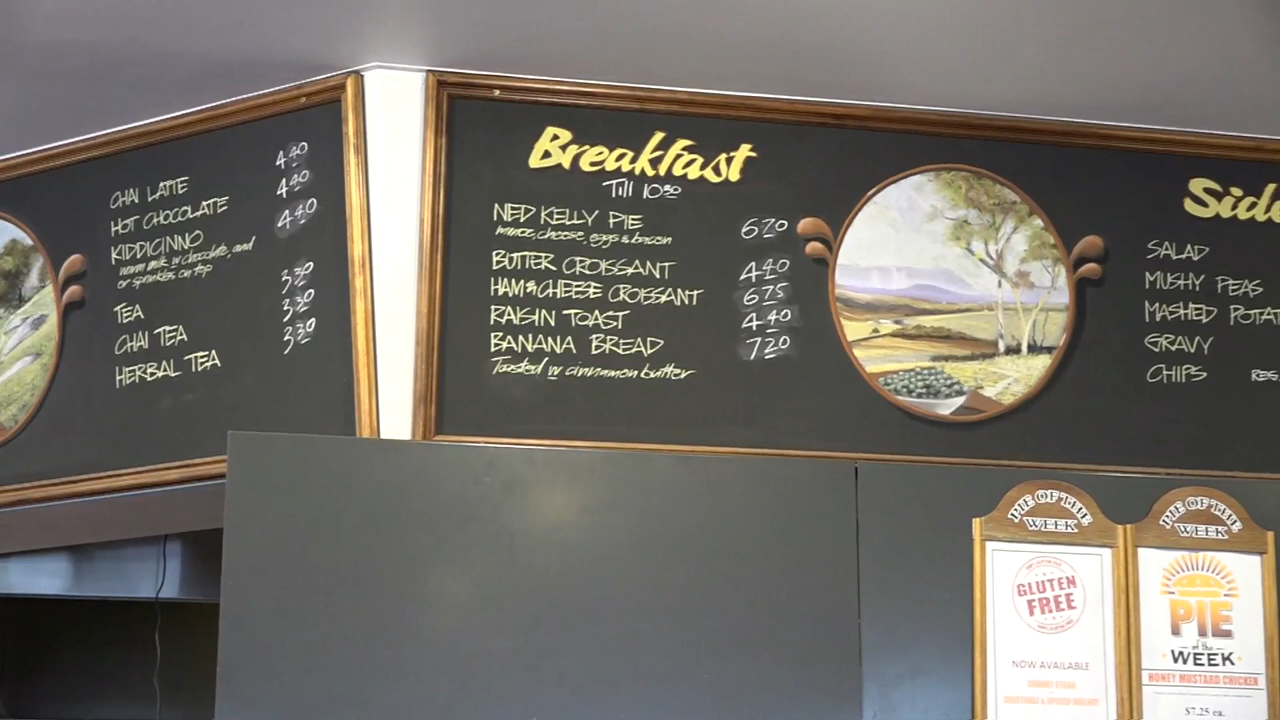 CHAI LATTE 4.40
HOT CHOCOLATE 4.40
KIDDICINNO 4.40
warm milk w chocolate, and
or sprinkles on top
TEA 3.30
CHAI TEA 3.30
HERBAL TEA 3.30
Breakfast
Till 10.30
NED KELLY PIE 6.70
mince, cheese, eggs & bacon
BUTTER CROISSANT 4.40
HAM & CHEESE CROISSANT 6.75
RAISIN TOAST 4.40
BANANA BREAD 7.20
Toasted w cinnamon butter
Side
SALAD
MUSHY PEAS
MASHED POTAT
GRAVY
CHIPS REG
PIE OF THE
WEEK
GLUTEN
FREE
NOW AVAILABLE
PIE OF THE
WEEK
PIE
of the
WEEK
HONEY MUSTARD CHICKEN
$7.25 ea.